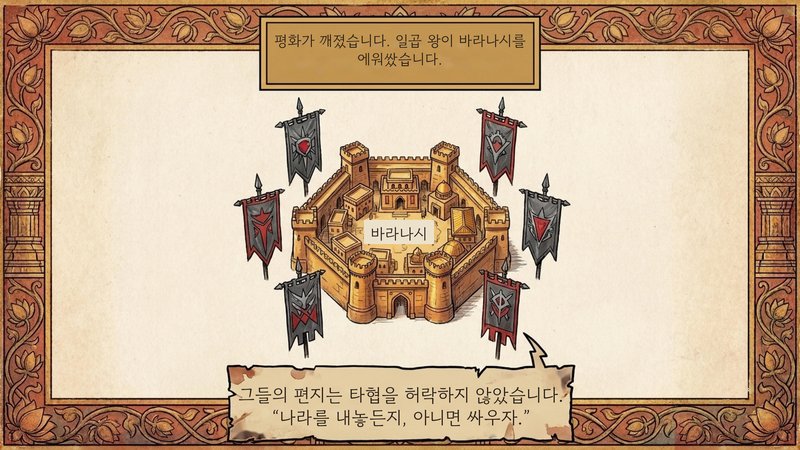 평화가 깨졌습니다. 일곱 왕이 바라나시를
에워쌌습니다.
바라나시
그들의 편지는 타협을 허락하지 않았습니다.
“나라를 내놓든지, 아니면 싸우자.”